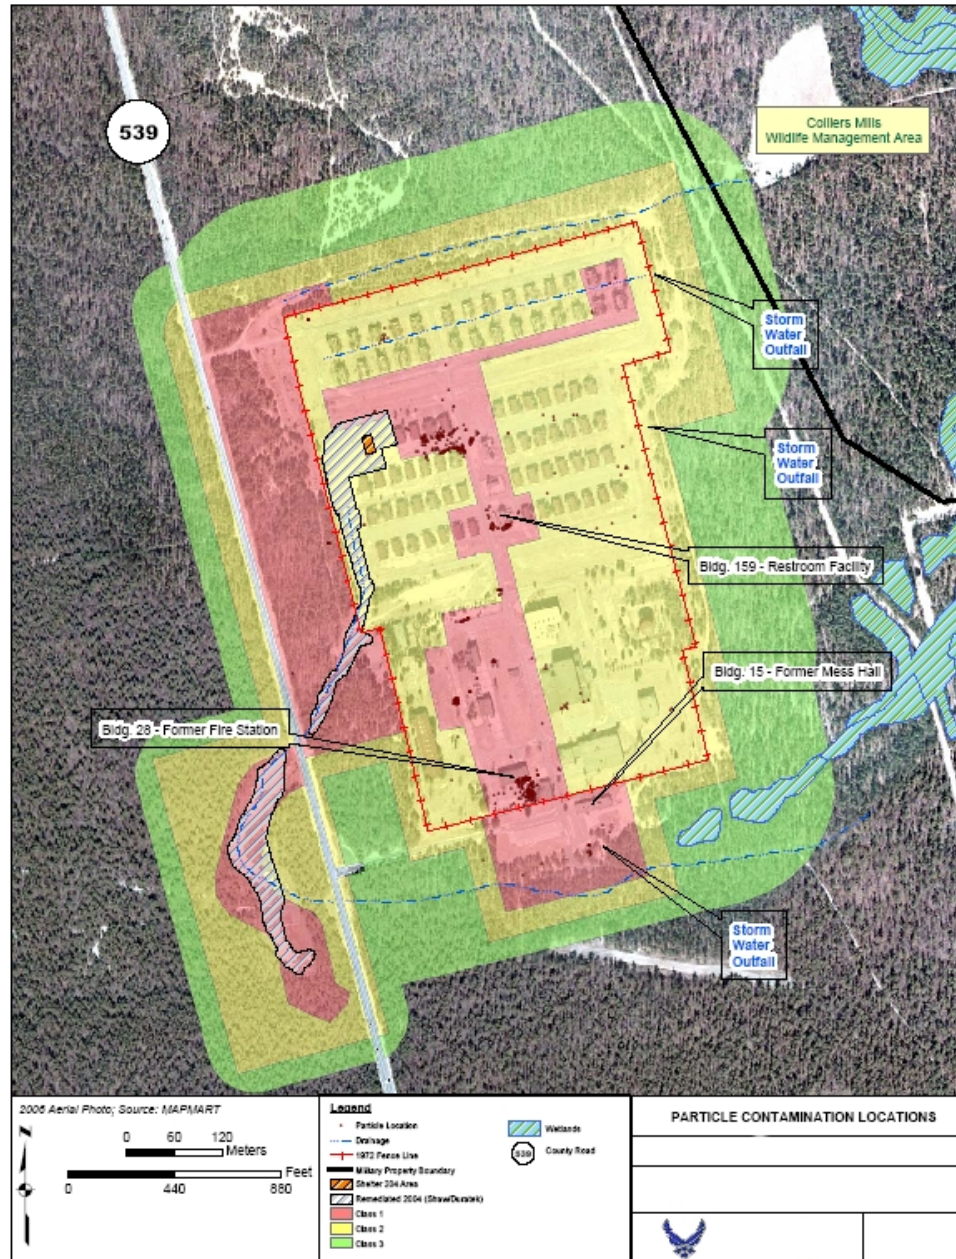 539
Colliers Mills
Wildlife Management Area
Storm
Water
Outfall
Storm
Water
Outfall
Bldg. 159 - Restroom Facility
Bldg. 15 - Former Mess Hall
Bldg. 28 - Former Fire Station
Storm
Water
Outfall
2006 Aerial Photo; Source: MAPMART
N
0 60 120
Meters
Feet
0 440 880
Legend
Particle Location
Drainage
1972 Fence Line
Military Property Boundary
Shelter 204 Area
Remediated 2004 (Shaw/Duratek)
Class 1
Class 2
Class 3
Wetlands
539 County Road
PARTICLE CONTAMINATION LOCATIONS